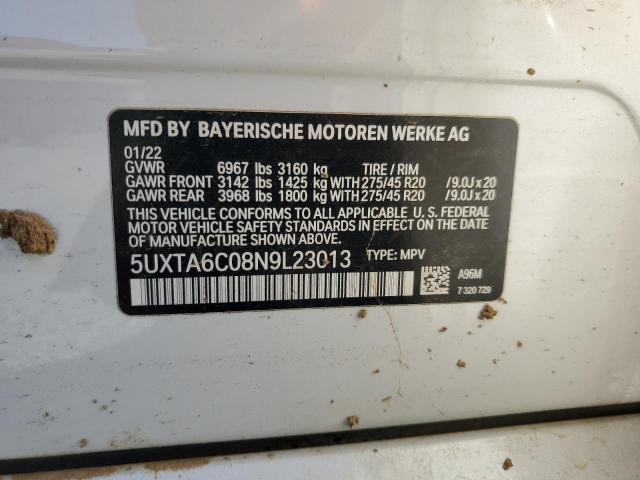 MFD BY BAYERISCHE MOTOREN WERKE AG
01/22
GVWR 6967 lbs 3160 kg TIRE / RIM
GAWR FRONT 3142 lbs 1425 kg WITH 275/45 R20 /9.0J x 20
GAWR REAR 3968 lbs 1800 kg WITH 275/45 R20 /9.0J x 20
THIS VEHICLE CONFORMS TO ALL APPLICABLE U. S. FEDERAL
MOTOR VEHICLE SAFETY STANDARDS IN EFFECT ON THE DATE
OF MANUFACTURE SHOWN ABOVE.
5UXTA6C08N9L23013 TYPE: MPV
A96M
7 320 729